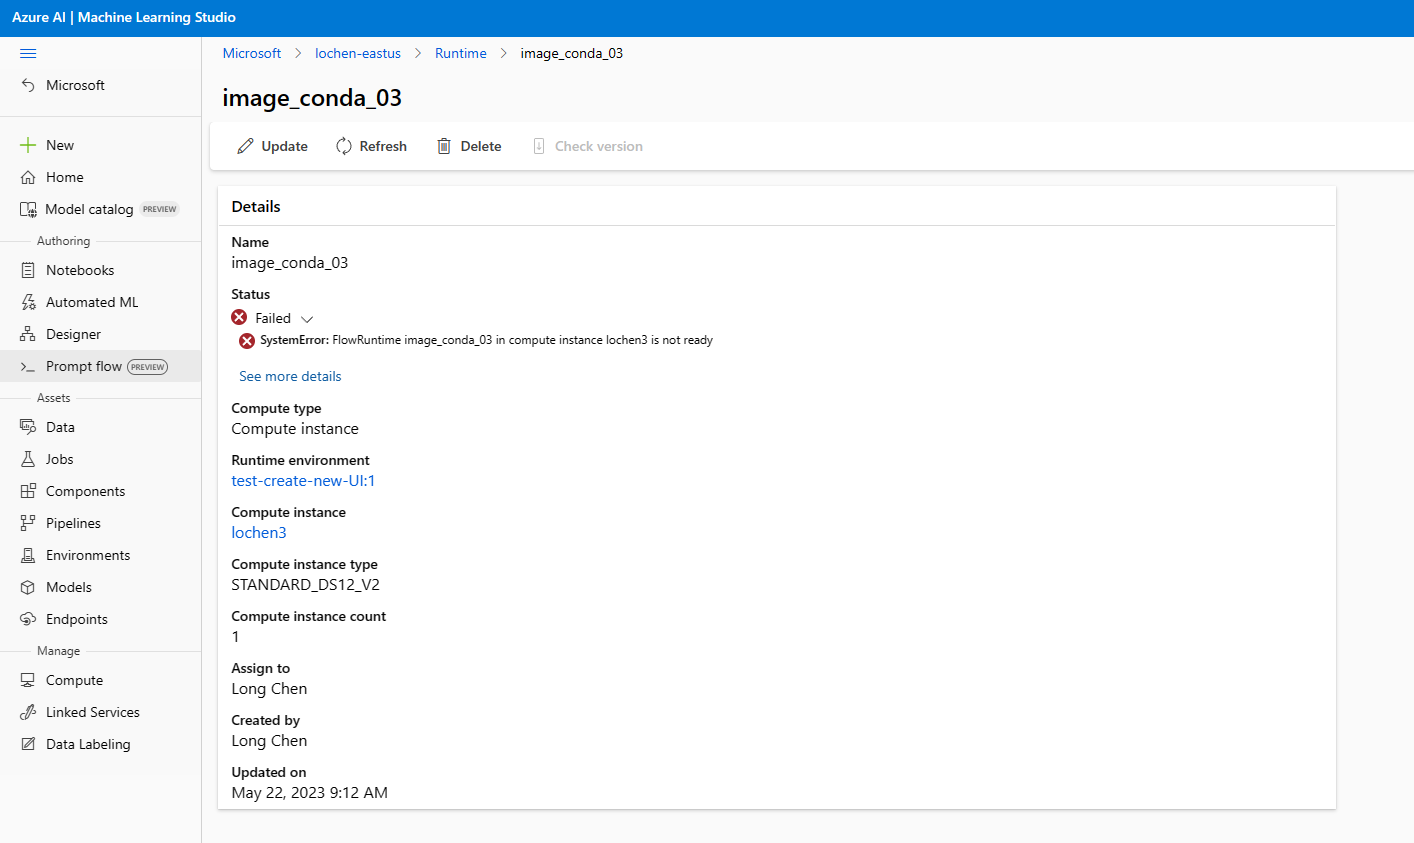 Azure AI | Machine Learning Studio
Microsoft
New
Home
Model catalog PREVIEW
Authoring
Notebooks
Automated ML
Designer
Prompt flow PREVIEW
Assets
Data
Jobs
Components
Pipelines
Environments
Models
Endpoints
Manage
Compute
Linked Services
Data Labeling
Microsoft > lochen-eastus > Runtime > image_conda_03
image_conda_03
Update Refresh Delete Check version
Details
Name
image_conda_03
Status
Failed
SystemError: FlowRuntime image_conda_03 in compute instance lochen3 is not ready
See more details
Compute type
Compute instance
Runtime environment
test-create-new-UI:1
Compute instance
lochen3
Compute instance type
STANDARD_DS12_V2
Compute instance count
1
Assign to
Long Chen
Created by
Long Chen
Updated on
May 22, 2023 9:12 AM